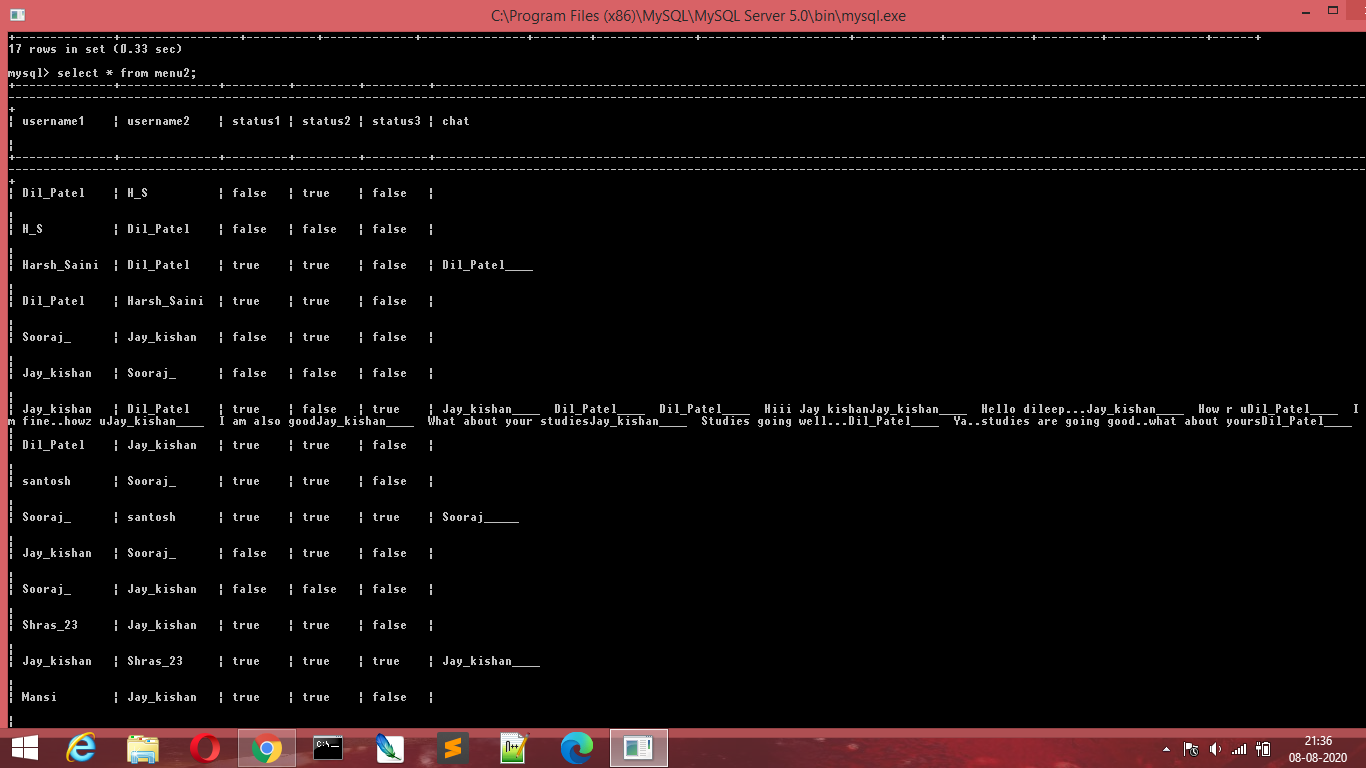 C:\Program Files (x86)\MySQL\MySQL Server 5.0\bin\mysql.exe
+--------------+--------------+---------+---------+---------+
17 rows in set (0.33 sec)
mysql> select * from menu2;
| username1 | username2 | status1 | status2 | status3 | chat
|
| Dil_Patel | H_S | false | true | false |
|
| H_S | Dil_Patel | false | false | false |
|
| Harsh_Saini | Dil_Patel | true | true | false | Dil_Patel____
|
| Dil_Patel | Harsh_Saini | true | true | false |
|
| Sooraj_ | Jay_kishan | false | true | false |
|
| Jay_kishan | Sooraj_ | false | false | false |
|
| Jay_kishan | Dil_Patel | true | false | true | Jay_kishan____  Dil_Patel____  Dil_Patel____  Hiii Jay kishanJay_kishan____  Hello dileep...Jay_kishan____  How r uDil_Patel____  I
m fine..howz uJay_kishan____  I am also goodJay_kishan____  What about your studiesJay_kishan____  Studies going well...Dil_Patel____  Ya..studies are going good..what about yoursDil_Patel____
| Dil_Patel | Jay_kishan | true | true | false |
|
| santosh | Sooraj_ | true | true | false |
|
| Sooraj_ | santosh | true | true | true | Sooraj_____
|
| Jay_kishan | Sooraj_ | false | true | false |
|
| Sooraj_ | Jay_kishan | false | false | false |
|
| Shras_23 | Jay_kishan | true | true | false |
|
| Jay_kishan | Shras_23 | true | true | true | Jay_kishan____
|
| Mansi | Jay_kishan | true | true | false |
|
C:\
21:36
08-08-2020